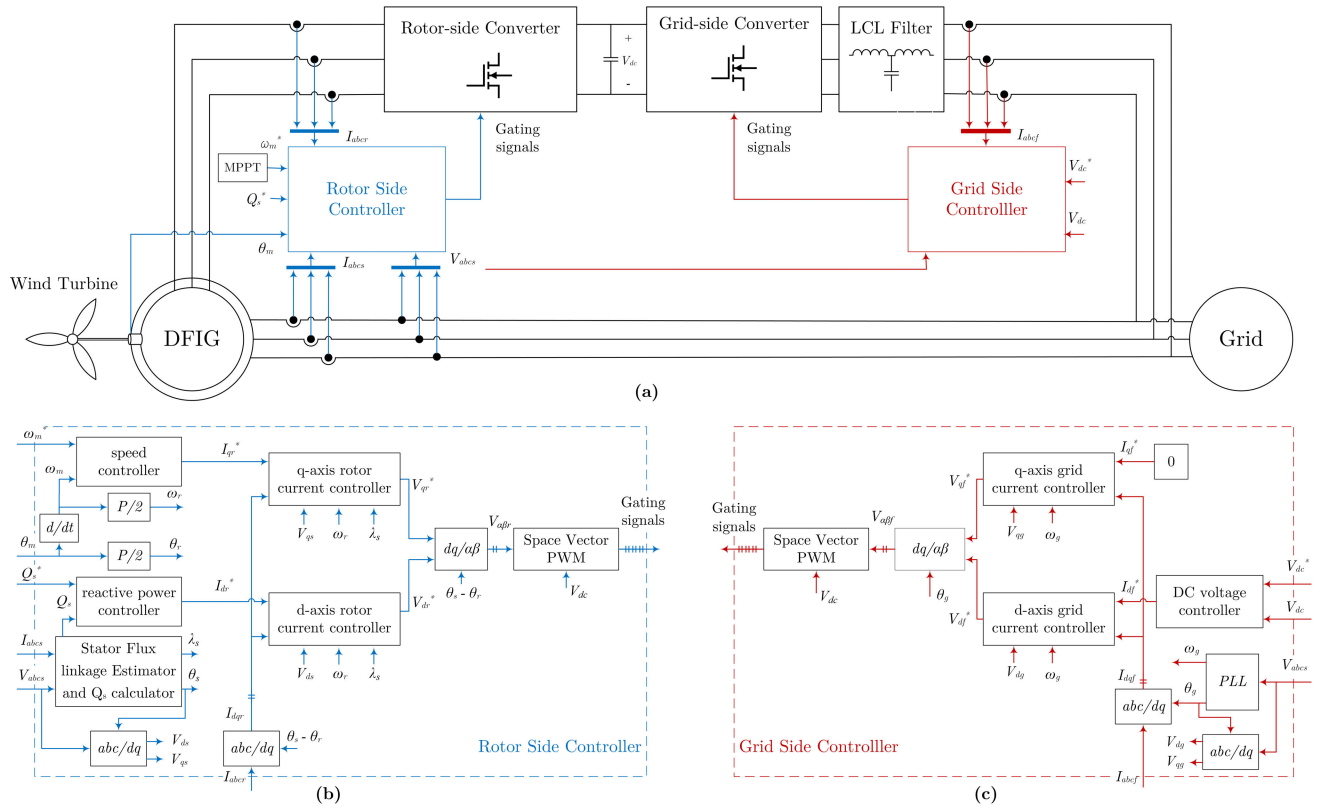 Rotor-side Converter
+
V_dc
-
Grid-side Converter
LCL Filter
I_abcr
Gating
signals
Gating
signals
I_abcf
ω_m*
MPPT
Q_s*
θ_m
Rotor Side
Controller
Grid Side
Controlller
V_dc*
V_dc
I_abcs
V_abcs
Wind Turbine
DFIG
Grid
(a)
ω_m*
speed
controller
ω_m
P/2
ω_r
d/dt
θ_m
P/2
θ_r
Q_s*
Q_s
reactive power
controller
I_abcs
V_abcs
Stator Flux
linkage Estimator
and Q_s calculator
λ_s
θ_s
abc/dq
V_ds
V_qs
I_qr*
q-axis rotor
current controller
V_qs
ω_r
λ_s
I_dr*
d-axis rotor
current controller
V_ds
ω_r
λ_s
V_qr*
V_dr*
dq/αβ
θ_s - θ_r
V_αβr
Space Vector
PWM
V_dc
Gating
signals
I_dqr
abc/dq
θ_s - θ_r
I_abcr
Rotor Side Controller
(b)
Gating
signals
Space Vector
PWM
V_dc
V_αβf
dq/αβ
θ_g
V_qf*
V_df*
q-axis grid
current controller
V_qg
ω_g
I_qf*
0
d-axis grid
current controller
V_dg
ω_g
I_df*
DC voltage
controller
V_dc*
V_dc
I_dqf
abc/dq
ω_g
θ_g
PLL
V_abcs
abc/dq
V_dg
V_qg
I_abcf
Grid Side Controlller
(c)